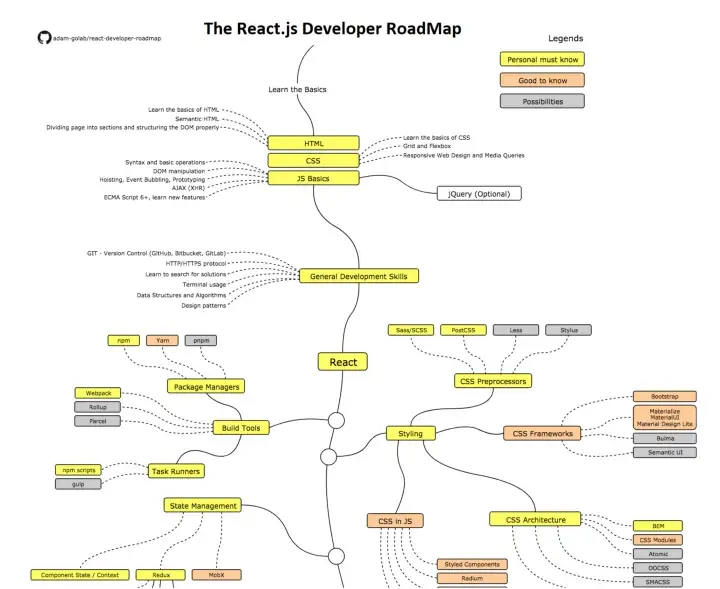 The React.js Developer RoadMap
adam-golab/react-developer-roadmap
Legends
Personal must know
Good to know
Possibilities
Learn the Basics
Learn the basics of HTML
Semantic HTML
Dividing page into sections and structuring the DOM properly
HTML
CSS
JS Basics
Learn the basics of CSS
Grid and Flexbox
Responsive Web Design and Media Queries
Syntax and basic operations
DOM manipulation
Hoisting, Event Bubbling, Prototyping
AJAX (XHR)
ECMA Script 6+, learn new features
jQuery (Optional)
GIT - Version Control (GitHub, Bitbucket, GitLab)
HTTP/HTTPS protocol
Learn to search for solutions
Terminal usage
Data Structures and Algorithms
Design patterns
General Development Skills
React
npm
Yarn
pnpm
Package Managers
Webpack
Rollup
Parcel
Build Tools
npm scripts
gulp
Task Runners
State Management
Component State / Context
Redux
MobX
Sass/SCSS
PostCSS
Less
Stylus
CSS Preprocessors
Styling
CSS Frameworks
Bootstrap
Materialize
MaterialUI
Material Design Lite
Bulma
Semantic UI
CSS in JS
Styled Components
Radium
CSS Architecture
BEM
CSS Modules
Atomic
OOCSS
SMACSS